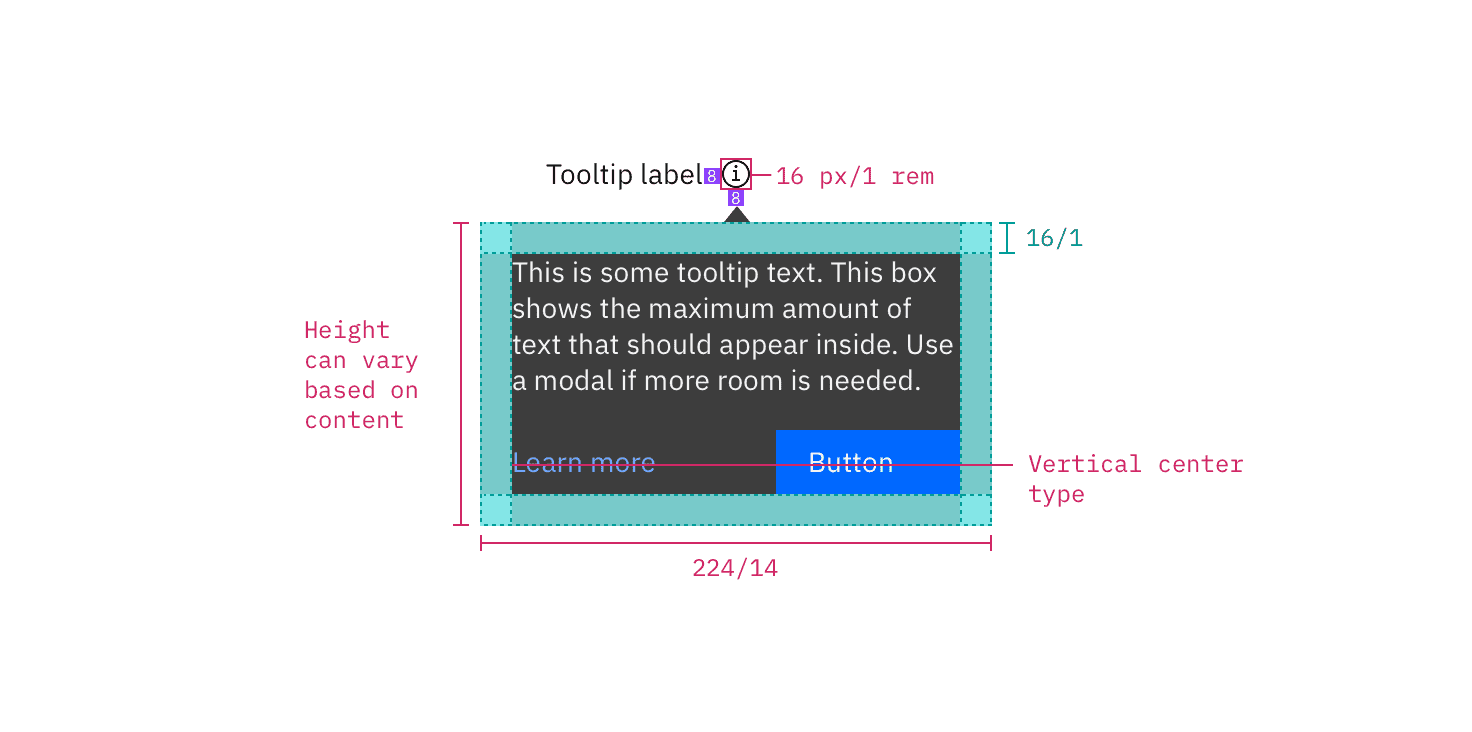 Tooltip label 8 i 16 px/1 rem
8
16/1
This is some tooltip text. This box
shows the maximum amount of
text that should appear inside. Use
a modal if more room is needed.
Height
can vary
based on
content
Learn more Button
Vertical center
type
224/14